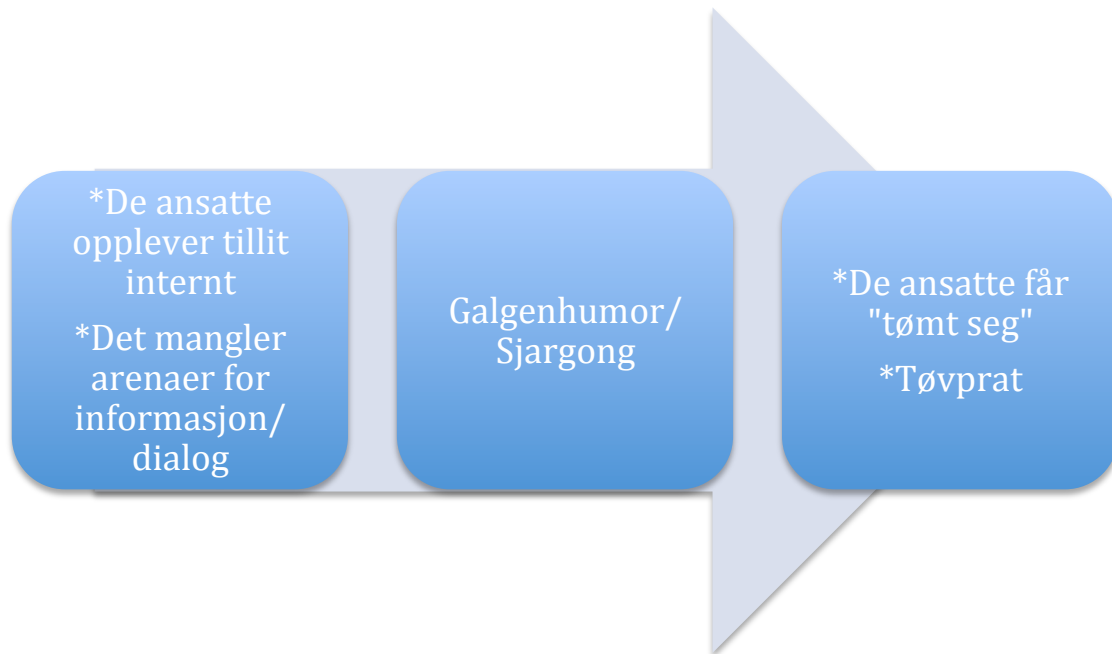 *De ansatte
opplever tillit
internt
*Det mangler
arenaer for
informasjon/
dialog
Galgenhumor/
Sjargong
*De ansatte får
"tømt seg"
*Tøvprat